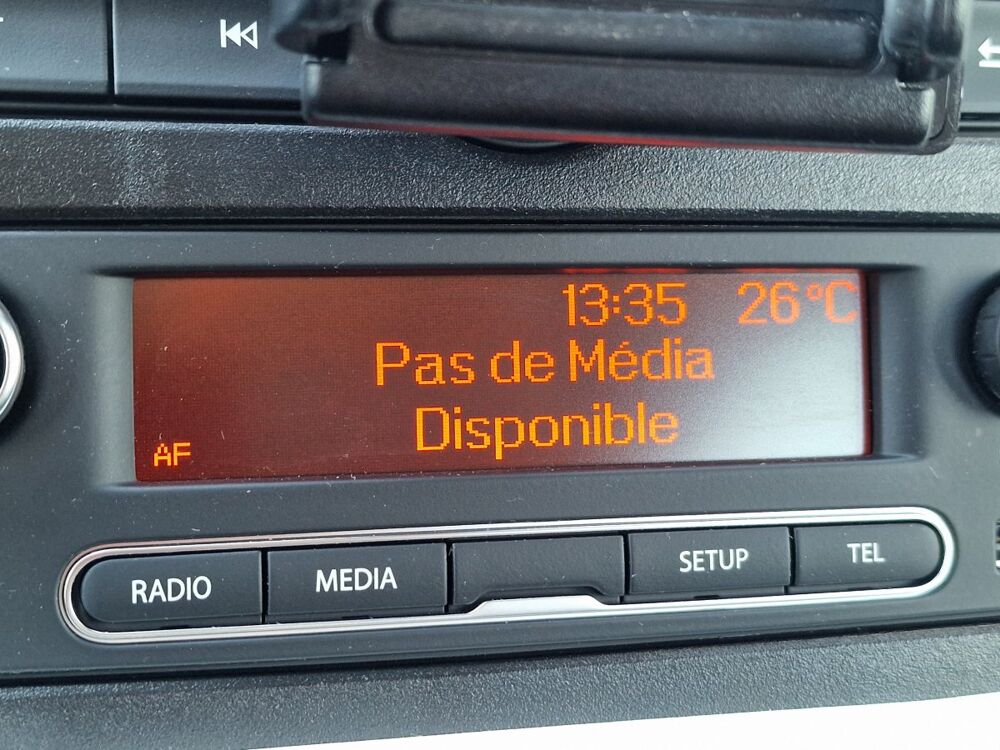 13:35 26°C
Pas de Média
Disponible
AF
RADIO MEDIA SETUP TEL